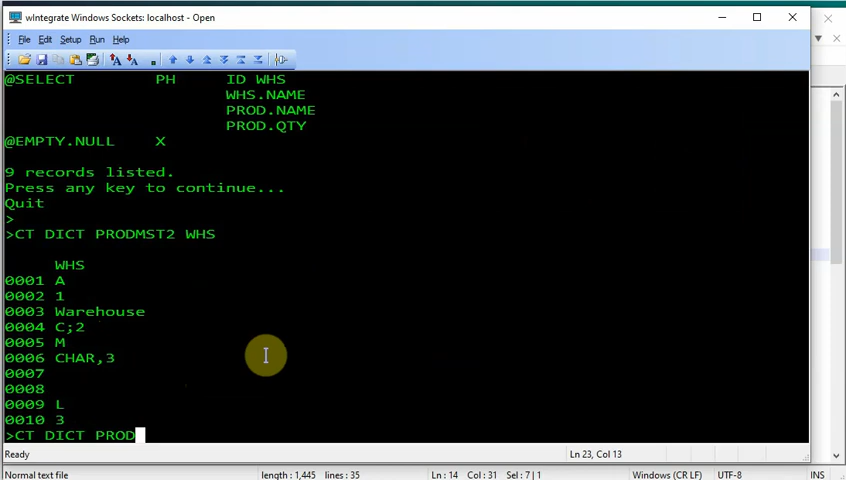 wIntegrate Windows Sockets: localhost - Open
File Edit Setup Run Help
@SELECT PH ID WHS
WHS.NAME
PROD.NAME
PROD.QTY
@EMPTY.NULL X
9 records listed.
Press any key to continue...
Quit
>
>CT DICT PRODMST2 WHS
WHS
0001 A
0002 1
0003 Warehouse
0004 C;2
0005 M
0006 CHAR,3
0007
0008
0009 L
0010 3
>CT DICT PROD
Ready Ln 23, Col 13
Normal text file length : 1,445 lines : 35 Ln : 14 Col : 31 Sel : 7 | 1 Windows (CR LF) UTF-8 INS